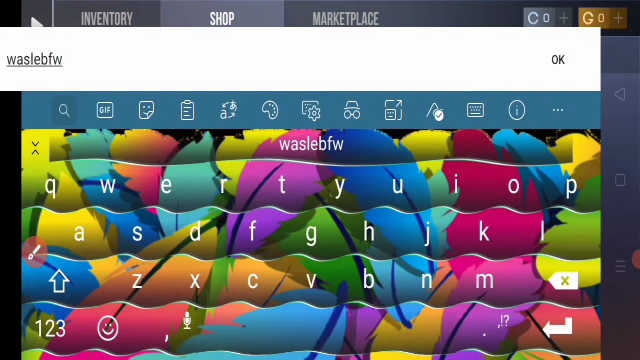 INVENTORY SHOP MARKETPLACE C 0 + G 0 +
waslebfw OK
GIF
waslebfw
q w e r t y u i o p
a s d f g h j k l
z x c v b n m x
123 , . ,!?